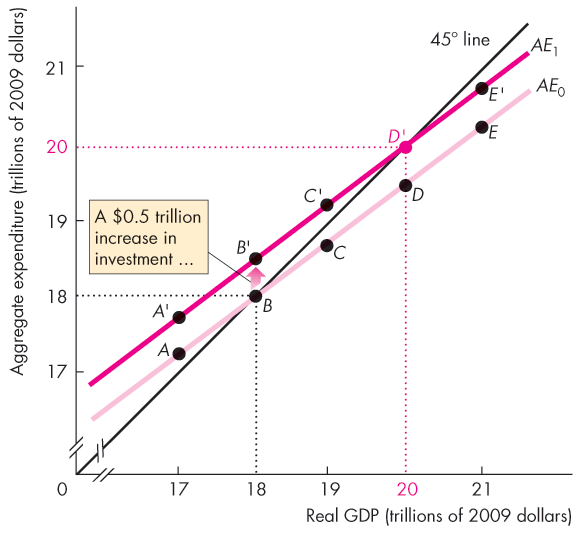 Aggregate expenditure (trillions of 2009 dollars)
45° line
AE1
AE0
21
20
19
18
17
0
A $0.5 trillion
increase in
investment ...
A'
B'
C'
D'
E'
A
B
C
D
E
17
18
19
20
21
Real GDP (trillions of 2009 dollars)